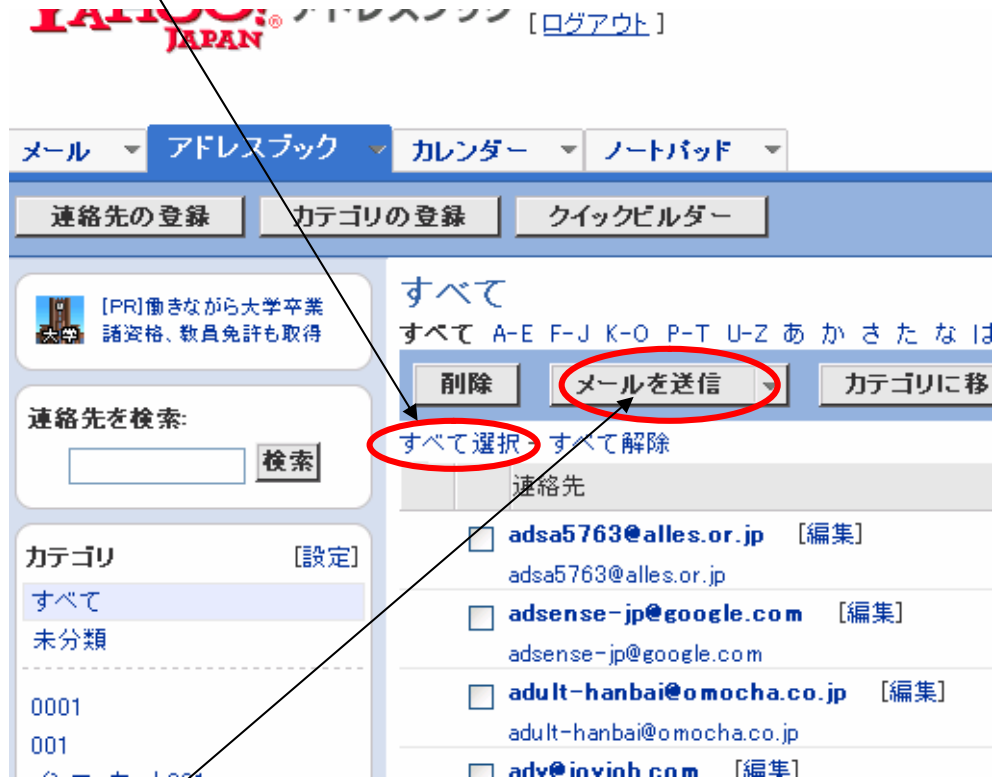 YAHOO!® アドレスブック [ログアウト]
JAPAN
メール アドレスブック カレンダー ノートパッド
連絡先の登録 カテゴリの登録 クイックビルダー
[PR]働きながら大学卒業
諸資格、教員免許も取得
大学
連絡先を検索:
検索
カテゴリ [設定]
すべて
未分類
0001
001
すべて
すべて A-E F-J K-O P-T U-Z あ か さ た な は
削除 メールを送信 カテゴリに移
すべて選択 - すべて解除
連絡先
adsa5763@alles.or.jp [編集]
adsa5763@alles.or.jp
adsense-jp@google.com [編集]
adsense-jp@google.com
adult-hanbai@omocha.co.jp [編集]
adult-hanbai@omocha.co.jp
adv@joyjob.com [編集]